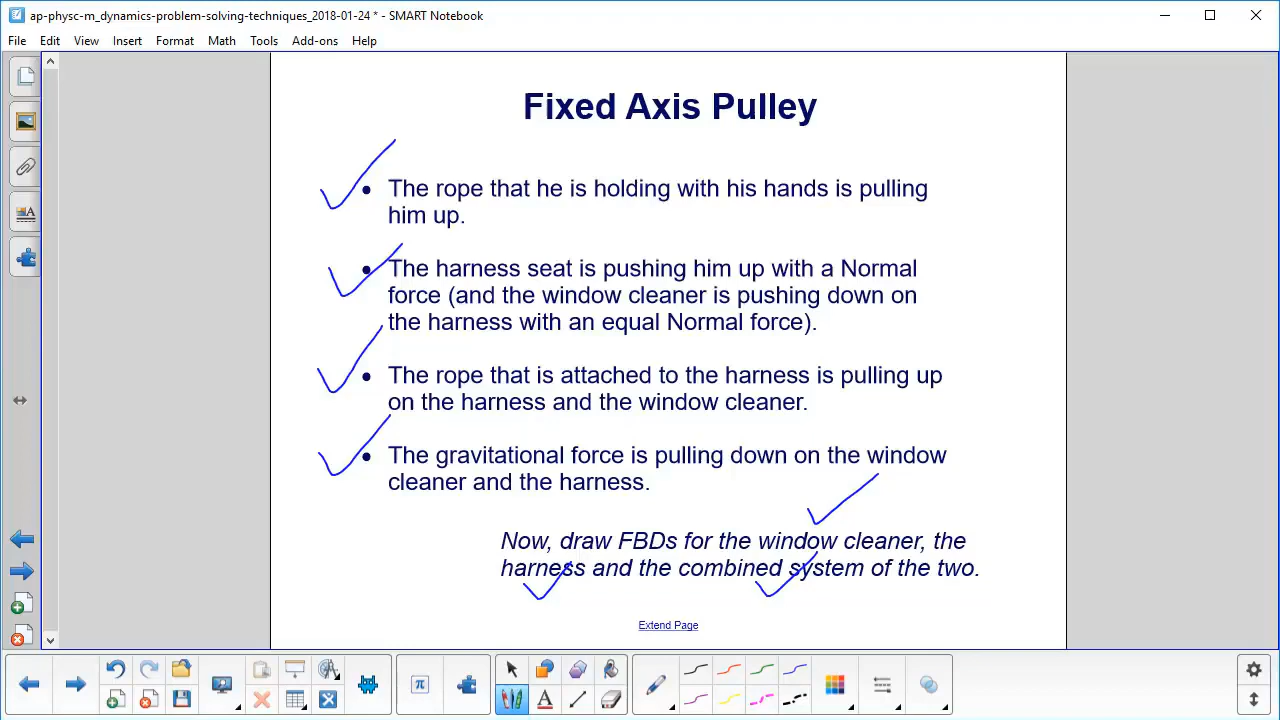 ap-physc-m_dynamics-problem-solving-techniques_2018-01-24 * - SMART Notebook
File Edit View Insert Format Math Tools Add-ons Help
Fixed Axis Pulley
• The rope that he is holding with his hands is pulling
him up.
• The harness seat is pushing him up with a Normal
force (and the window cleaner is pushing down on
the harness with an equal Normal force).
• The rope that is attached to the harness is pulling up
on the harness and the window cleaner.
• The gravitational force is pulling down on the window
cleaner and the harness.
Now, draw FBDs for the window cleaner, the
harness and the combined system of the two.
Extend Page
π
A